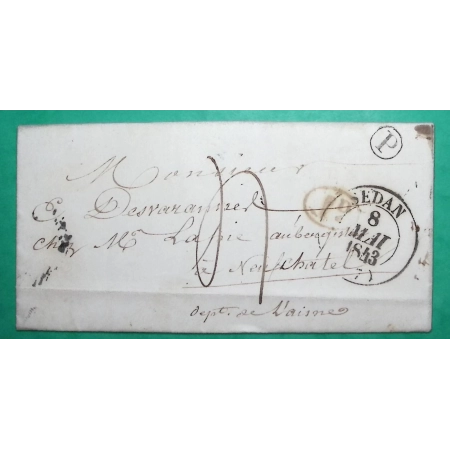 P
Monsieur
Desvarannes
chez Mr Lapie aubergiste
à Neufchatel
dept. de L'aisne
SEDAN
8
MAI
1843